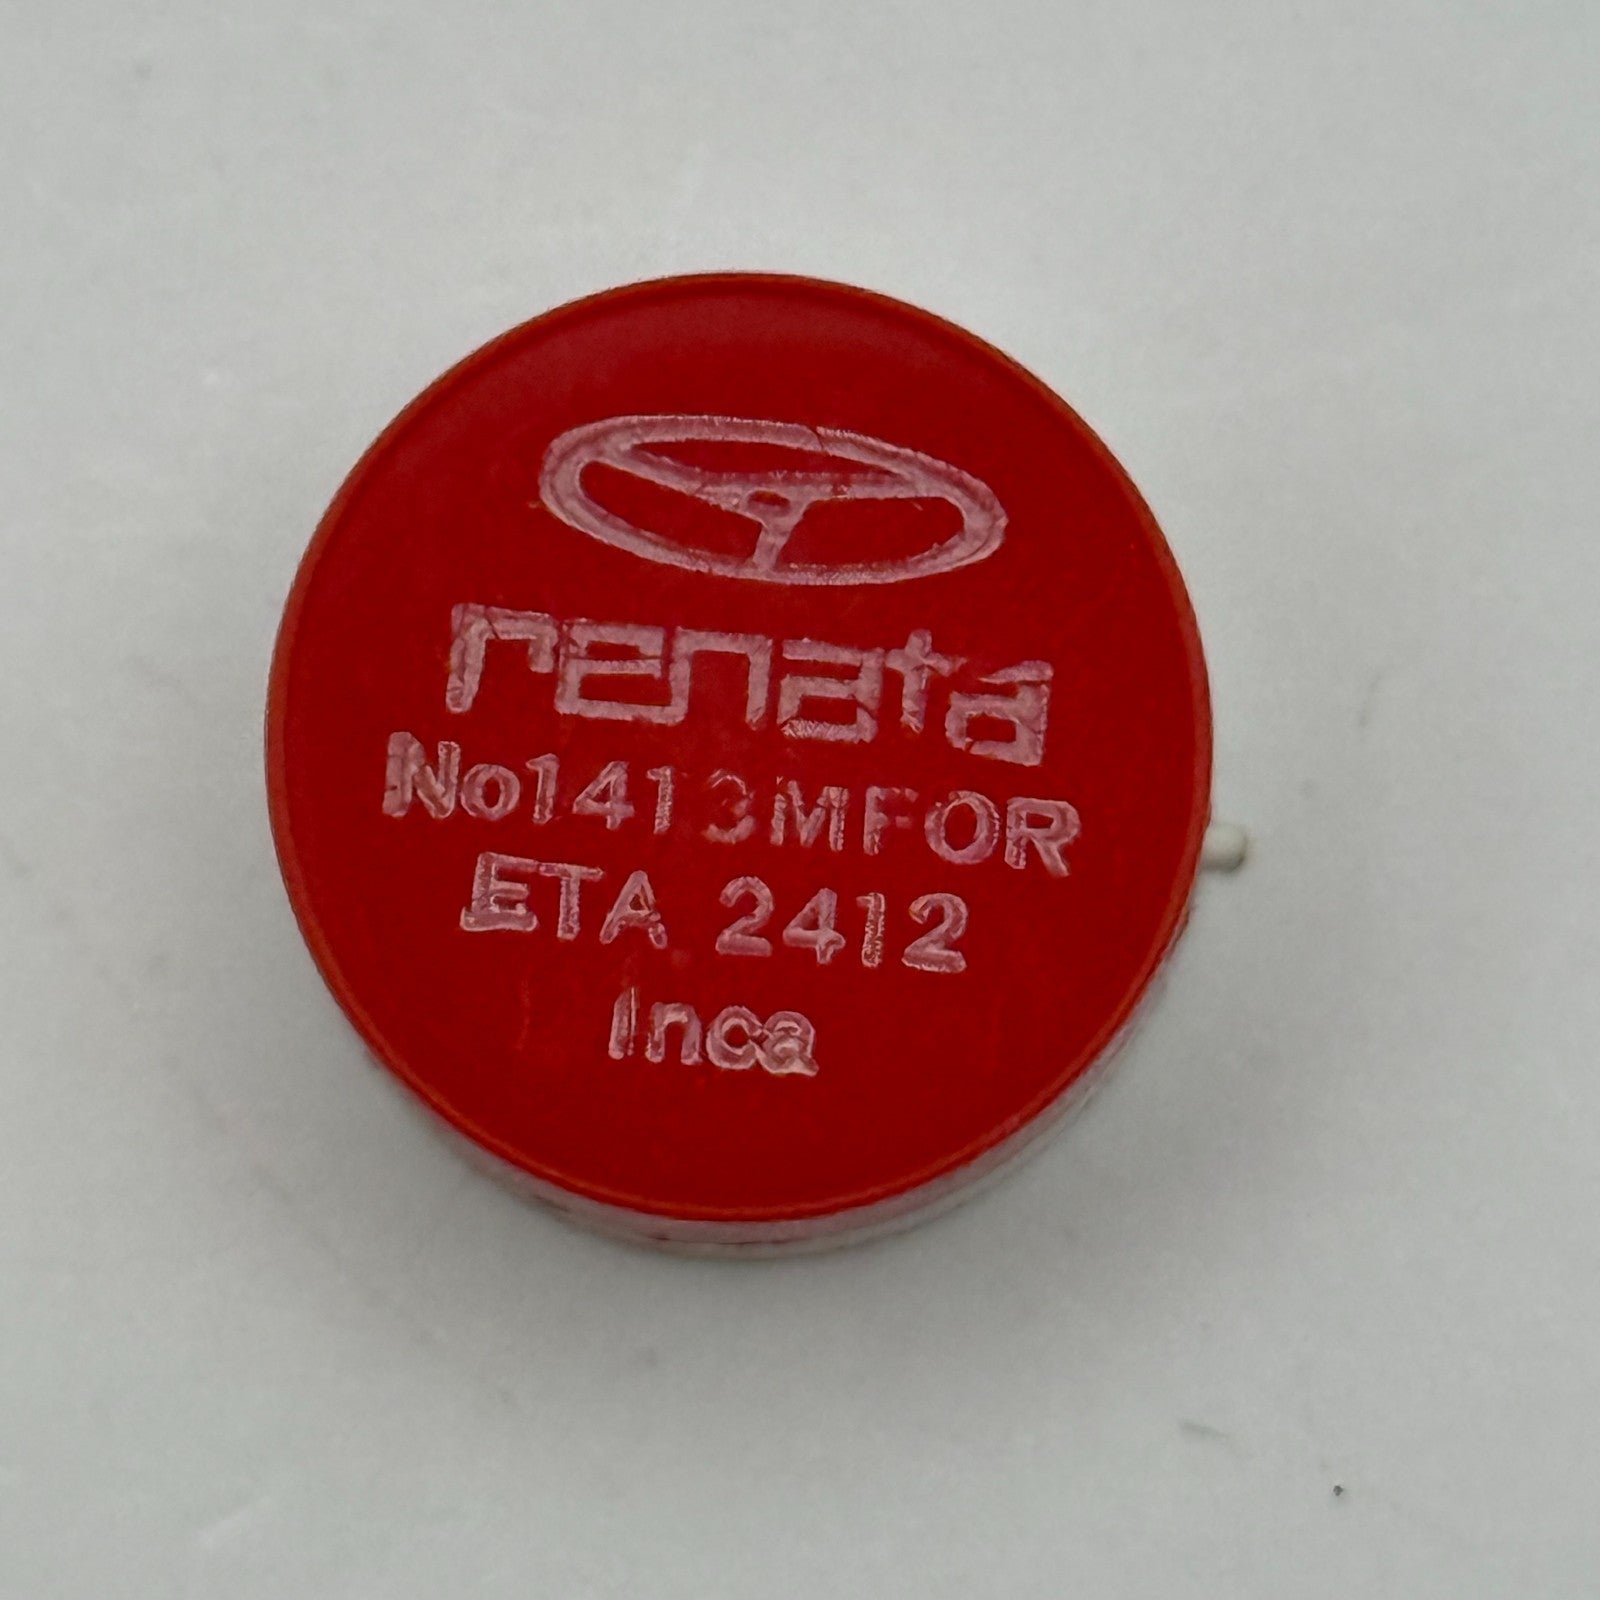 renata
No1413MFOR
ETA 2412
Inca